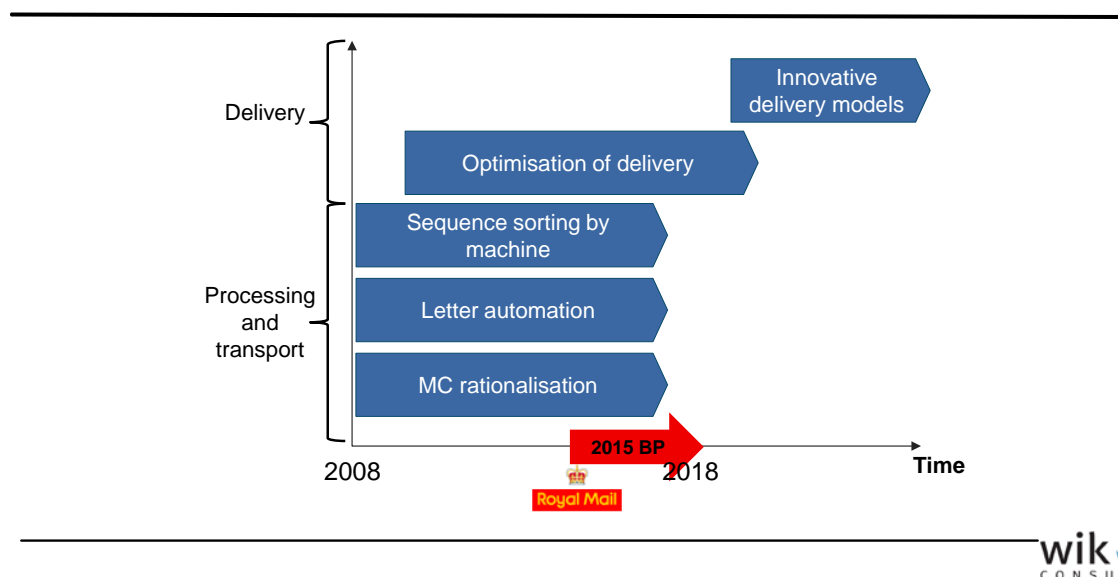 Innovative
delivery models
Delivery
Optimisation of delivery
Sequence sorting by
machine
Processing
and
transport
Letter automation
MC rationalisation
2015 BP
2008
2018
Time
Royal Mail
wik
CONSU